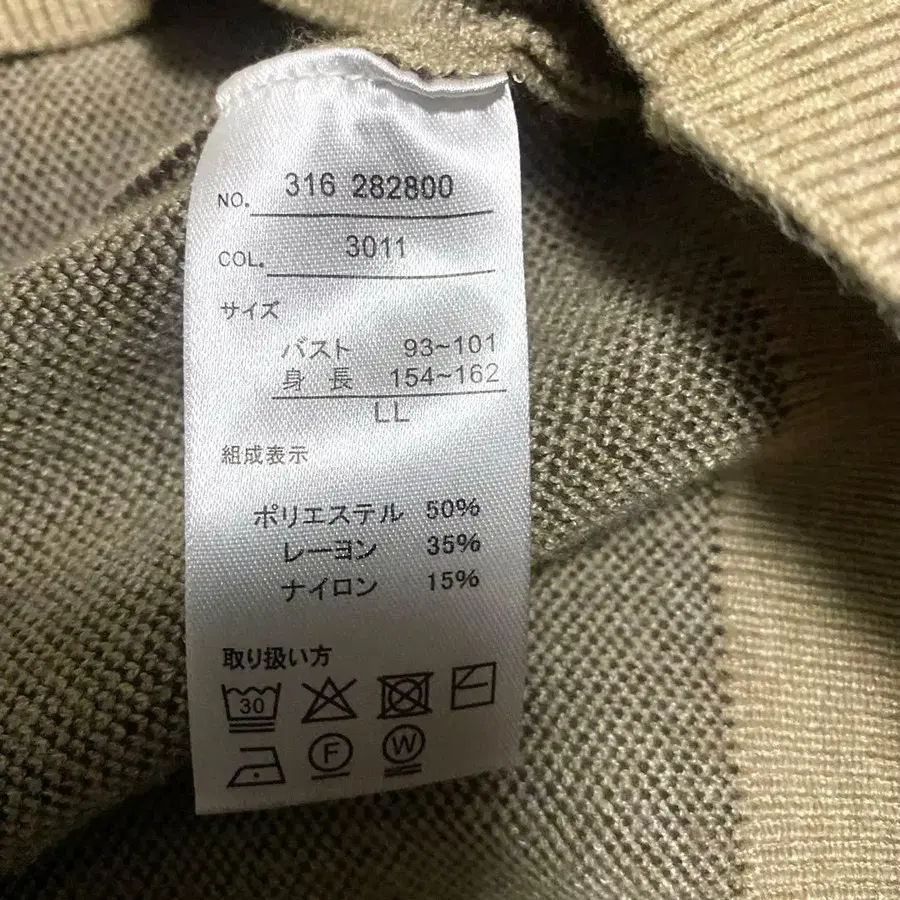 NO. 316 282800
COL. 3011
サイズ
バスト 93~101
身長 154~162
LL
組成表示
ポリエステル 50%
レーヨン 35%
ナイロン 15%
取り扱い方
30
F W